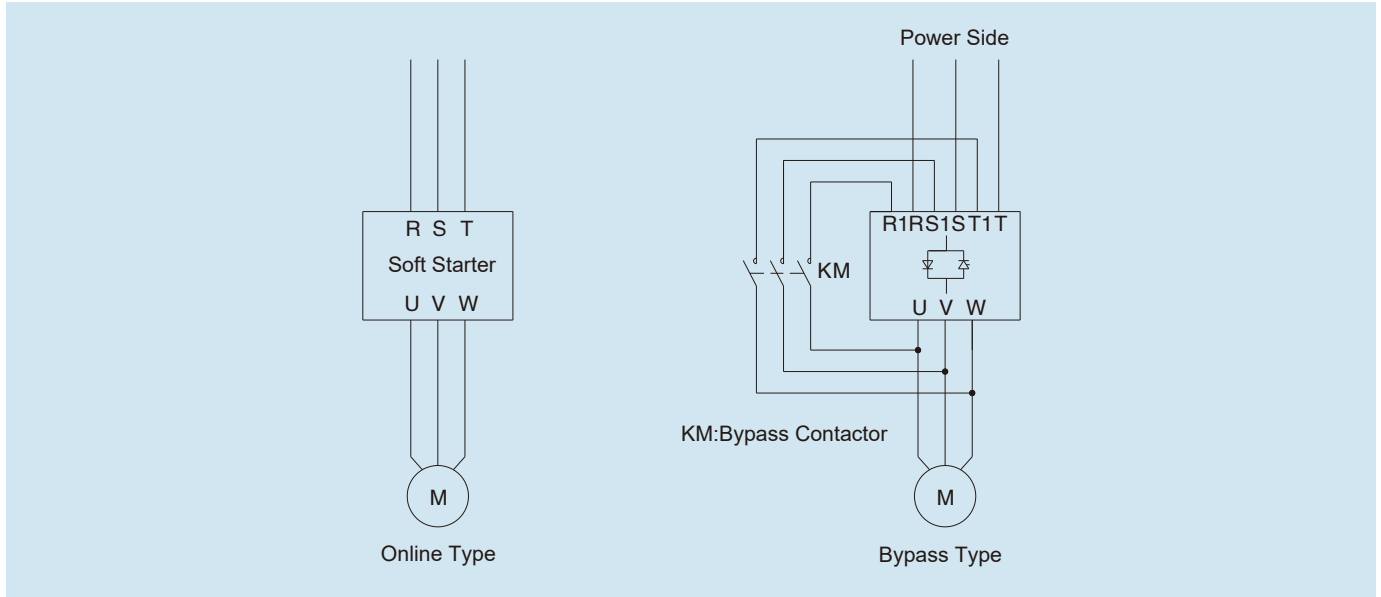 R S T
Soft Starter
U V W
M
Online Type
Power Side
R1RS1ST1T
KM
U V W
KM:Bypass Contactor
M
Bypass Type